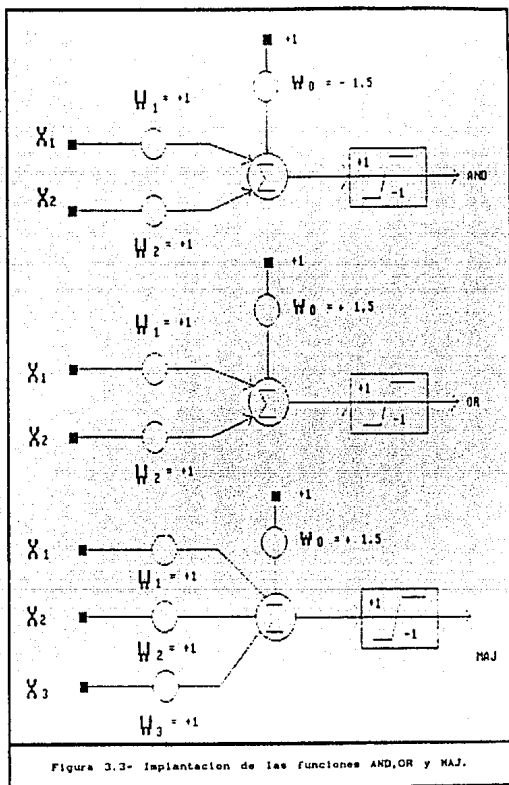 +1
W0 = - 1.5
W1 = +1
X1
X2
W2 = +1
+1
-1
AND
+1
W0 = + 1.5
W1 = +1
X1
X2
W2 = +1
+1
-1
OR
+1
W0 = + 1.5
X1
W1 = +1
X2
W2 = +1
X3
W3 = +1
+1
-1
MAJ
Figura 3.3- Implantacion de las funciones AND,OR y MAJ.